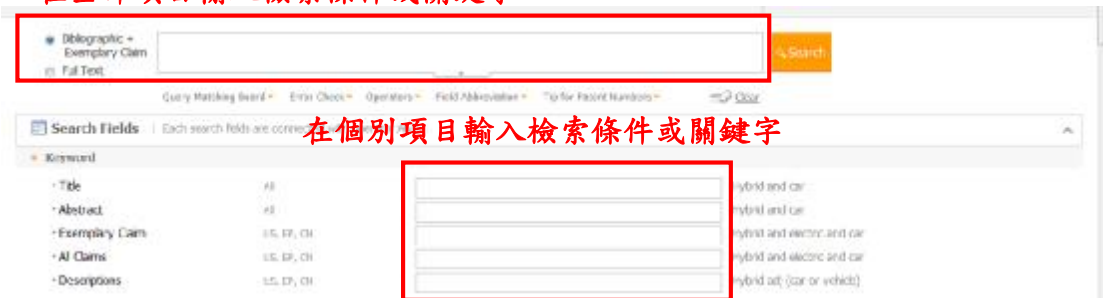 Biblographic +
Exemplary Claim
Full Text
Search
Query Matching Board Error Check Operators Field Abbreviation Tip for Patent Numbers Clear
Search Fields Each search fields are
在個別項目輸入檢索條件或關鍵字
Keyword
Title All hybrid and car
Abstract All hybrid and car
Exemplary Claim US, EP, CN hybrid and electric and car
All Claims US, EP, CN hybrid and electric and car
Descriptions US, EP, CN hybrid adj (car or vehicle)